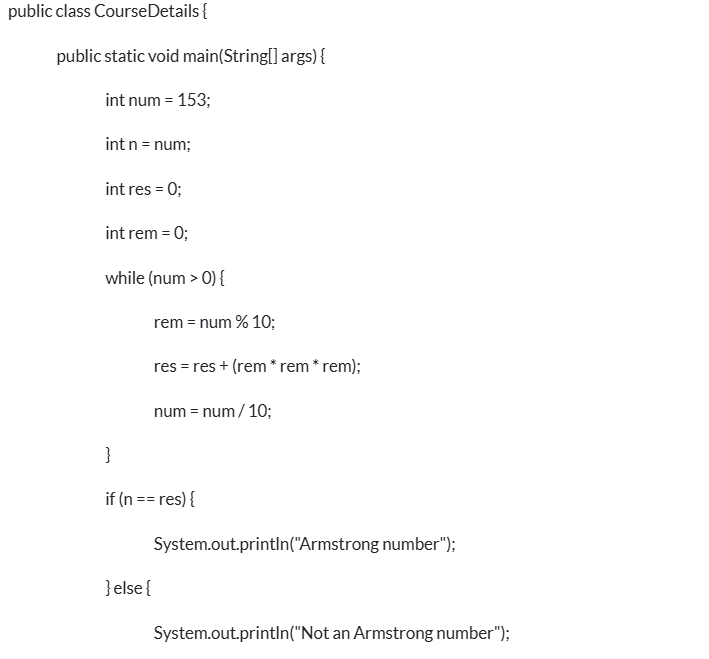 public class CourseDetails {
public static void main(String[] args) {
int num = 153;
int n = num;
int res = 0;
int rem = 0;
while (num > 0) {
rem = num % 10;
res = res + (rem * rem * rem);
num = num / 10;
}
if (n == res) {
System.out.println("Armstrong number");
} else {
System.out.println("Not an Armstrong number");